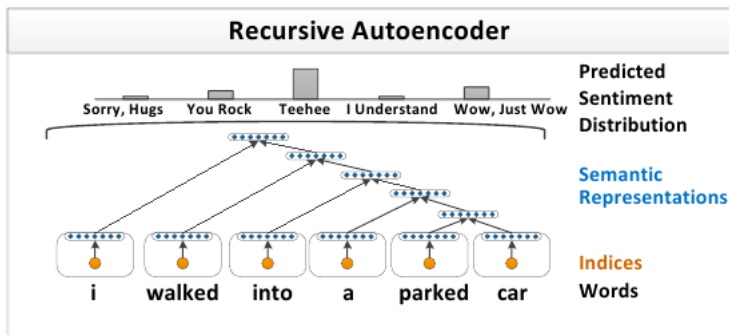 Recursive Autoencoder
Predicted
Sentiment
Distribution
Sorry, Hugs You Rock Teehee I Understand Wow, Just Wow
Semantic
Representations
Indices
Words
i walked into a parked car